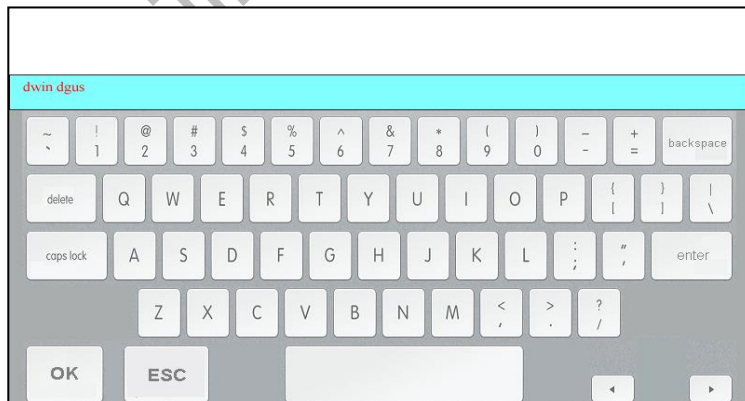 dwin dgus
~ ! @ # $ % ^ & * ( ) _ +
` 1 2 3 4 5 6 7 8 9 0 - = backspace
delete Q W E R T Y U I O P { [ } ] | \
caps lock A S D F G H J K L : ; " ' enter
Z X C V B N M < , > . ? /
OK ESC